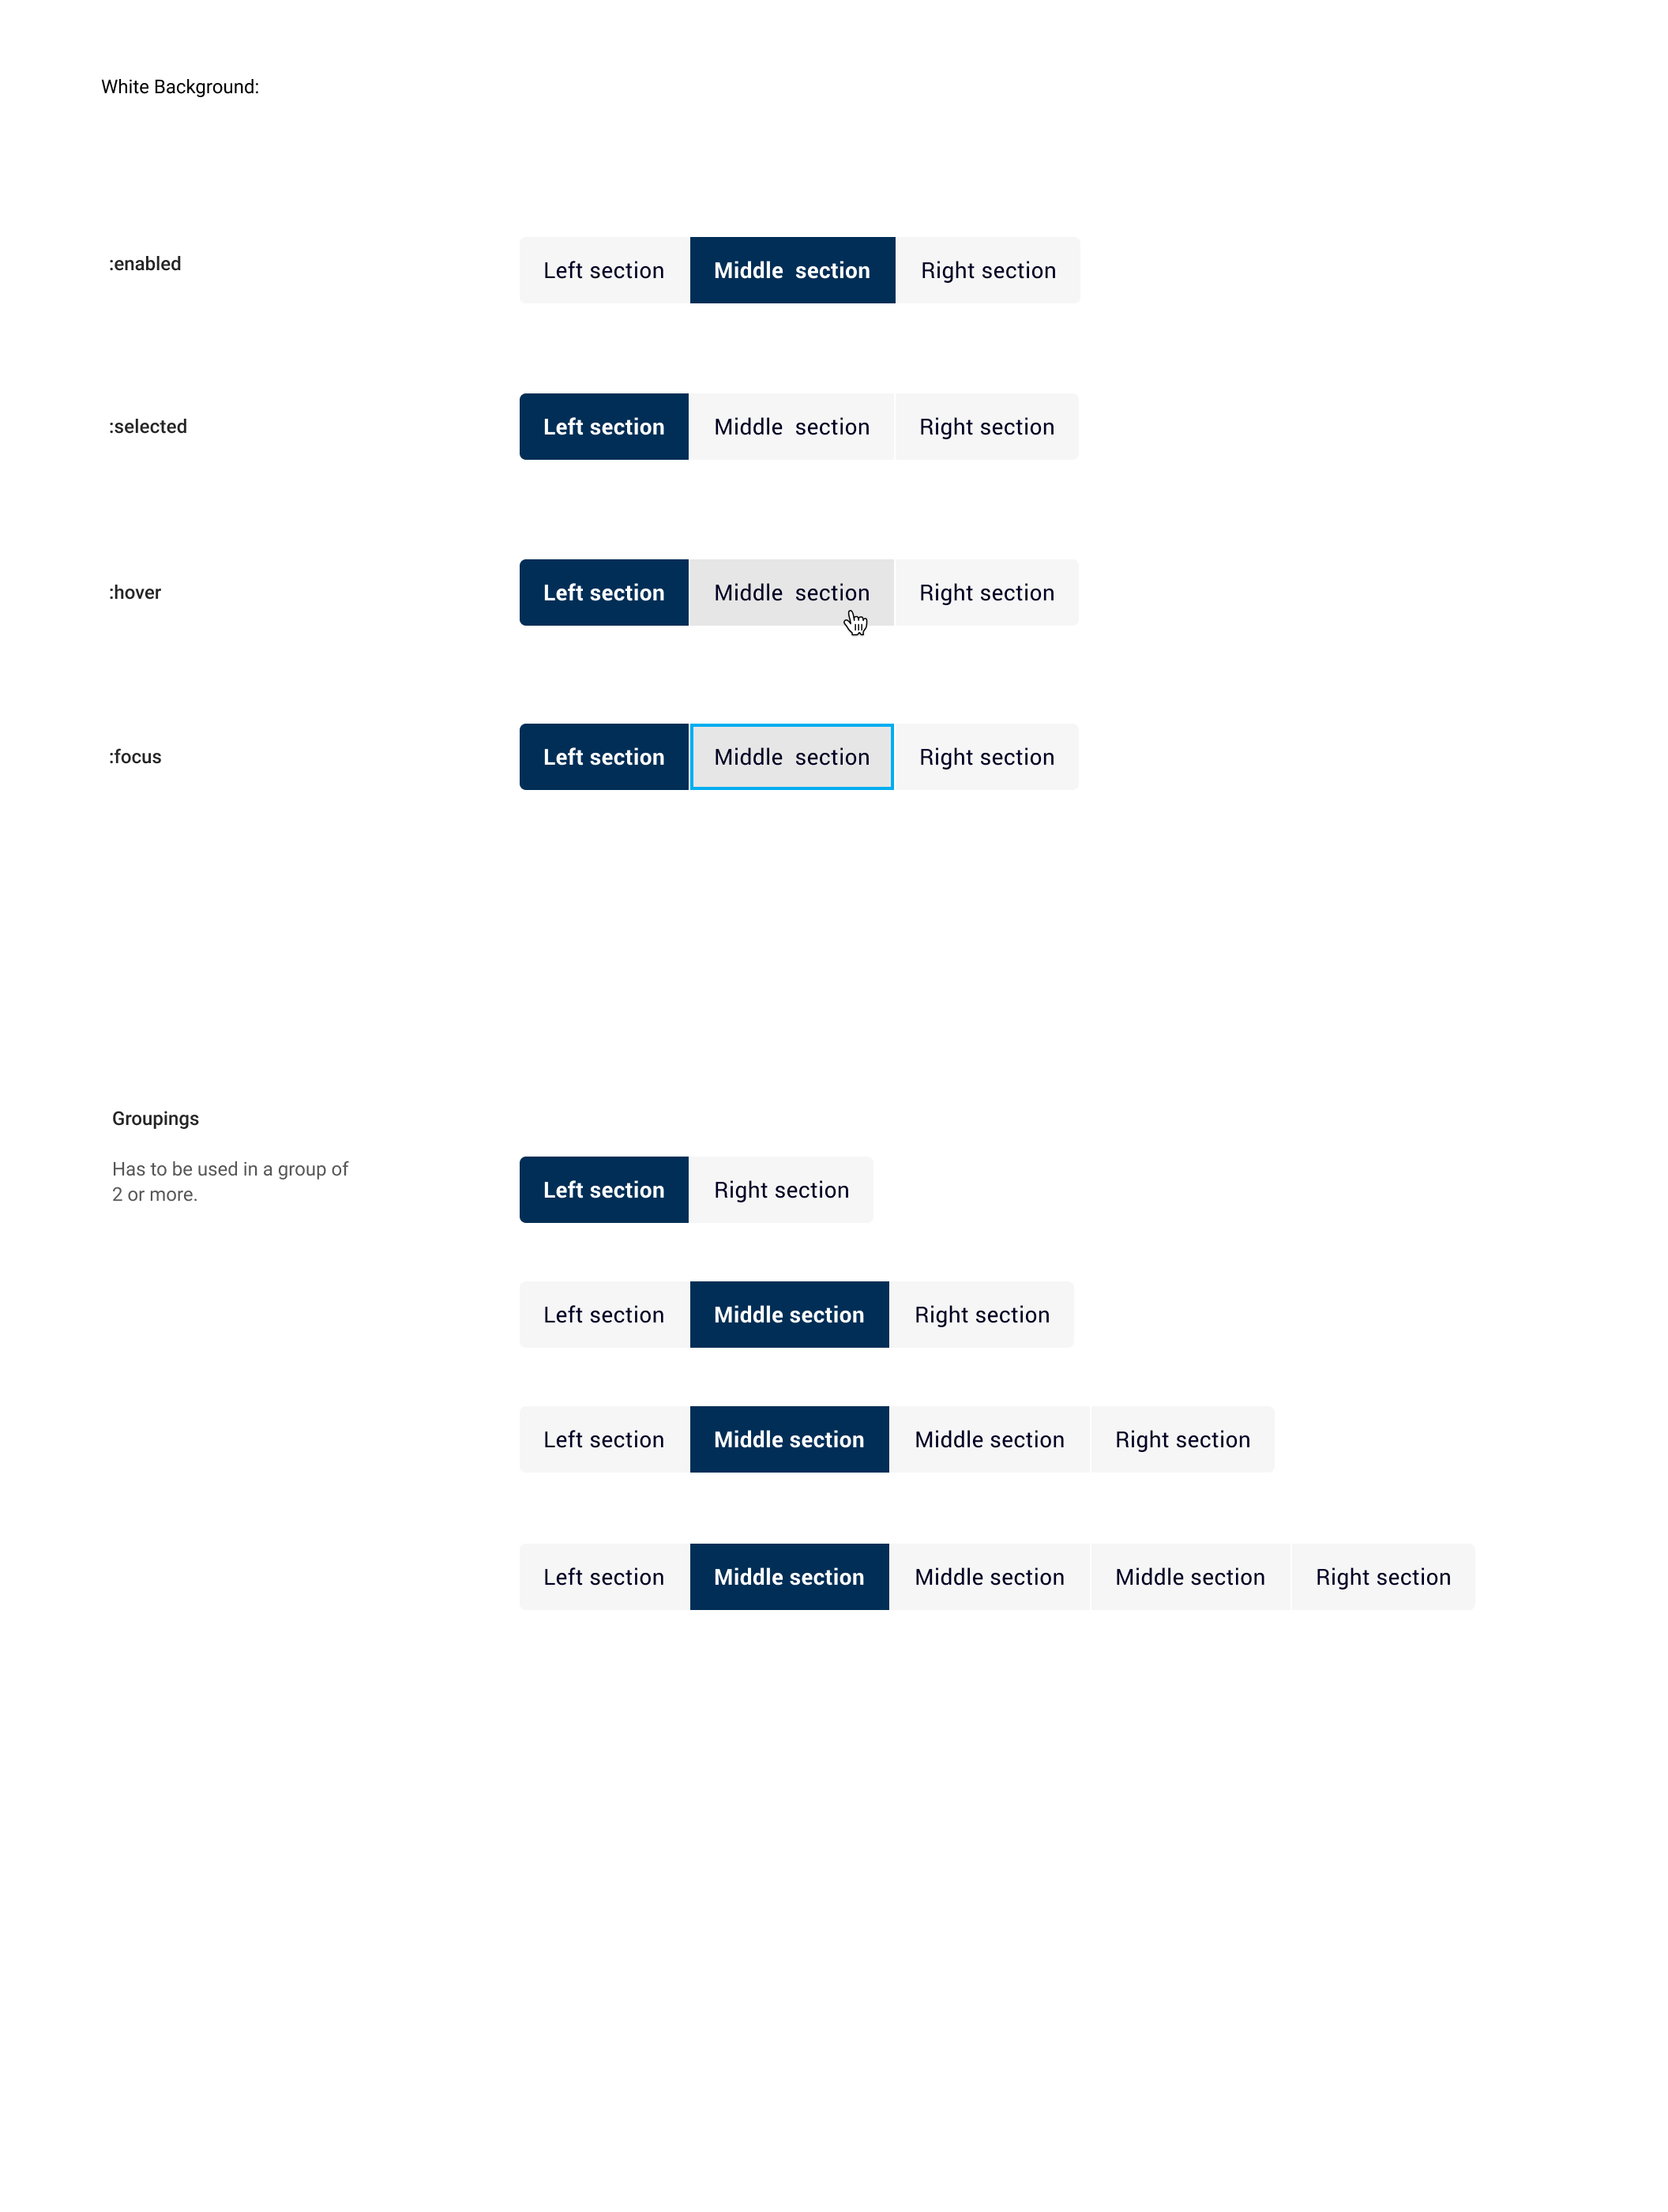 White Background:
:enabled
Left section Middle  section Right section
:selected
Left section Middle  section Right section
:hover
Left section Middle  section Right section
:focus
Left section Middle  section Right section
Groupings
Has to be used in a group of
2 or more.
Left section Right section
Left section Middle section Right section
Left section Middle section Middle section Right section
Left section Middle section Middle section Middle section Right section